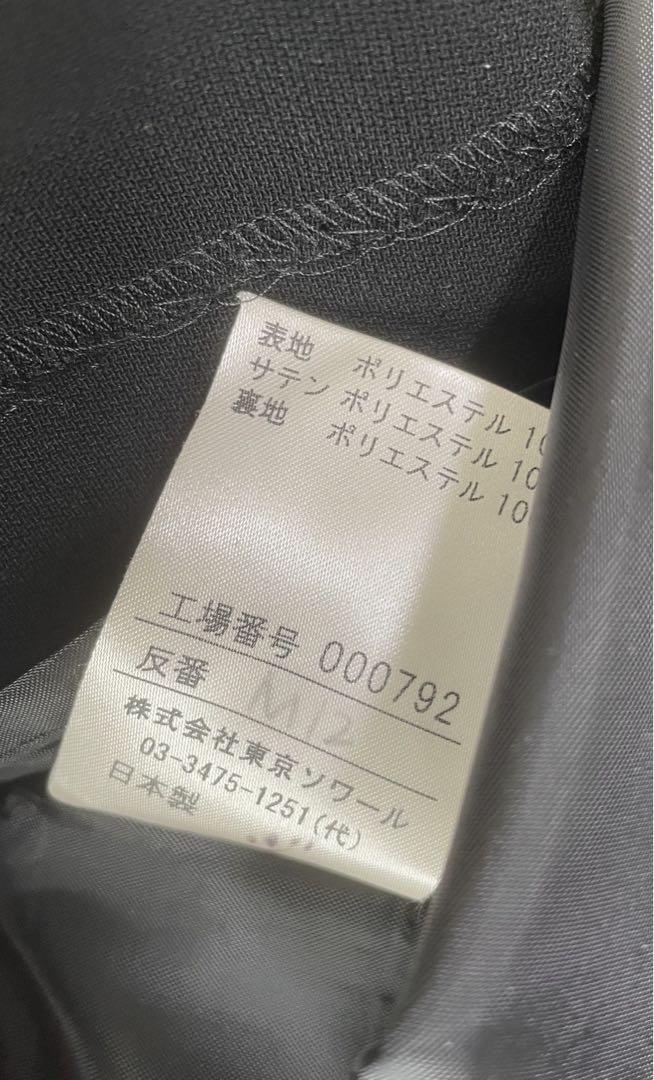 表地 ポリエステル 10
サテン ポリエステル 10
裏地 ポリエステル 10
工場番号 000792
反番 M12
株式会社東京ソワール
03-3475-1251(代)
日本製